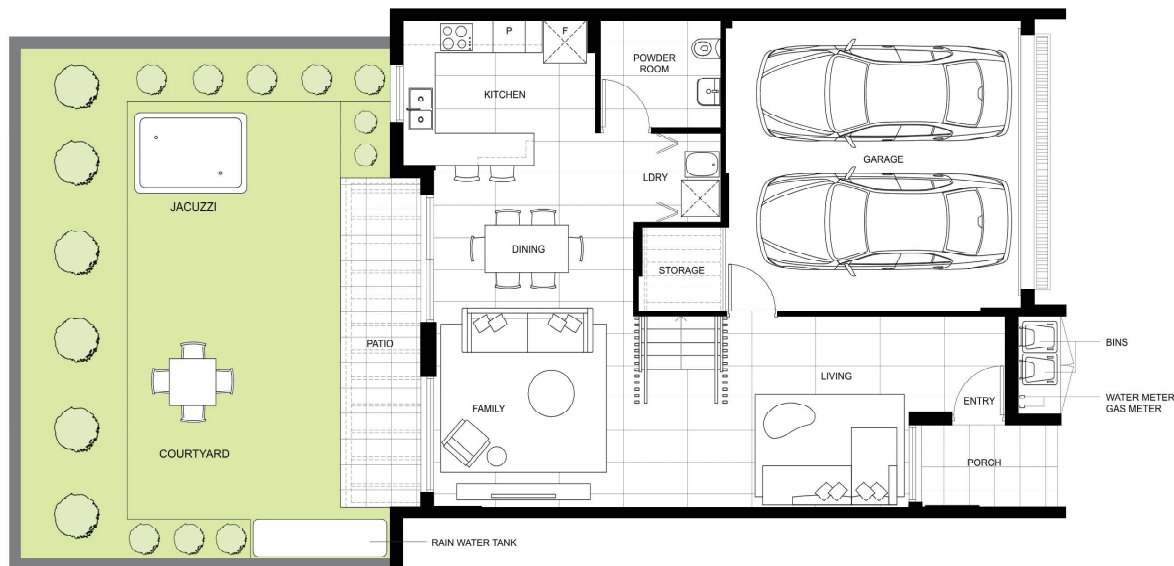 P
F
POWDER
ROOM
KITCHEN
GARAGE
LDRY
JACUZZI
DINING
STORAGE
PATIO
BINS
LIVING
WATER METER
GAS METER
ENTRY
FAMILY
COURTYARD
PORCH
RAIN WATER TANK